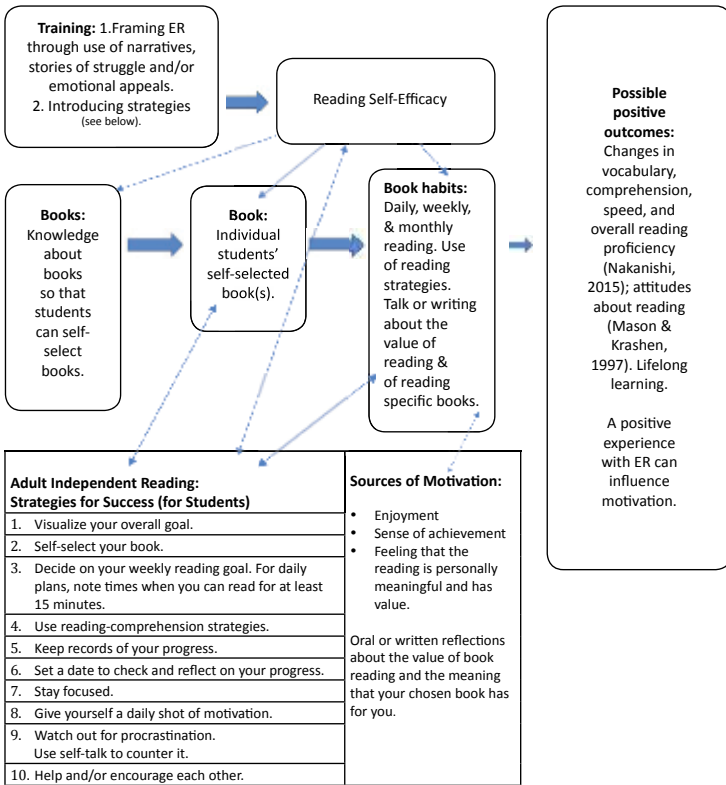 Training: 1.Framing ER
through use of narratives,
stories of struggle and/or
emotional appeals.
2. Introducing strategies
(see below).
Reading Self-Efficacy
Books:
Knowledge
about
books
so that
students
can self-
select
books.
Book:
Individual
students’
self-selected
book(s).
Book habits:
Daily, weekly,
& monthly
reading. Use
of reading
strategies.
Talk or writing
about the
value of
reading &
of reading
specific books.
Possible
positive
outcomes:
Changes in
vocabulary,
comprehension,
speed, and
overall reading
proficiency
(Nakanishi,
2015); attitudes
about reading
(Mason &
Krashen,
1997). Lifelong
learning.
A positive
experience
with ER can
influence
motivation.
Adult Independent Reading:
Strategies for Success (for Students)
1. Visualize your overall goal.
2. Self-select your book.
3. Decide on your weekly reading goal. For daily
plans, note times when you can read for at least
15 minutes.
4. Use reading-comprehension strategies.
5. Keep records of your progress.
6. Set a date to check and reflect on your progress.
7. Stay focused.
8. Give yourself a daily shot of motivation.
9. Watch out for procrastination.
Use self-talk to counter it.
10. Help and/or encourage each other.
Sources of Motivation:
• Enjoyment
• Sense of achievement
• Feeling that the
reading is personally
meaningful and has
value.
Oral or written reflections
about the value of book
reading and the meaning
that your chosen book has
for you.